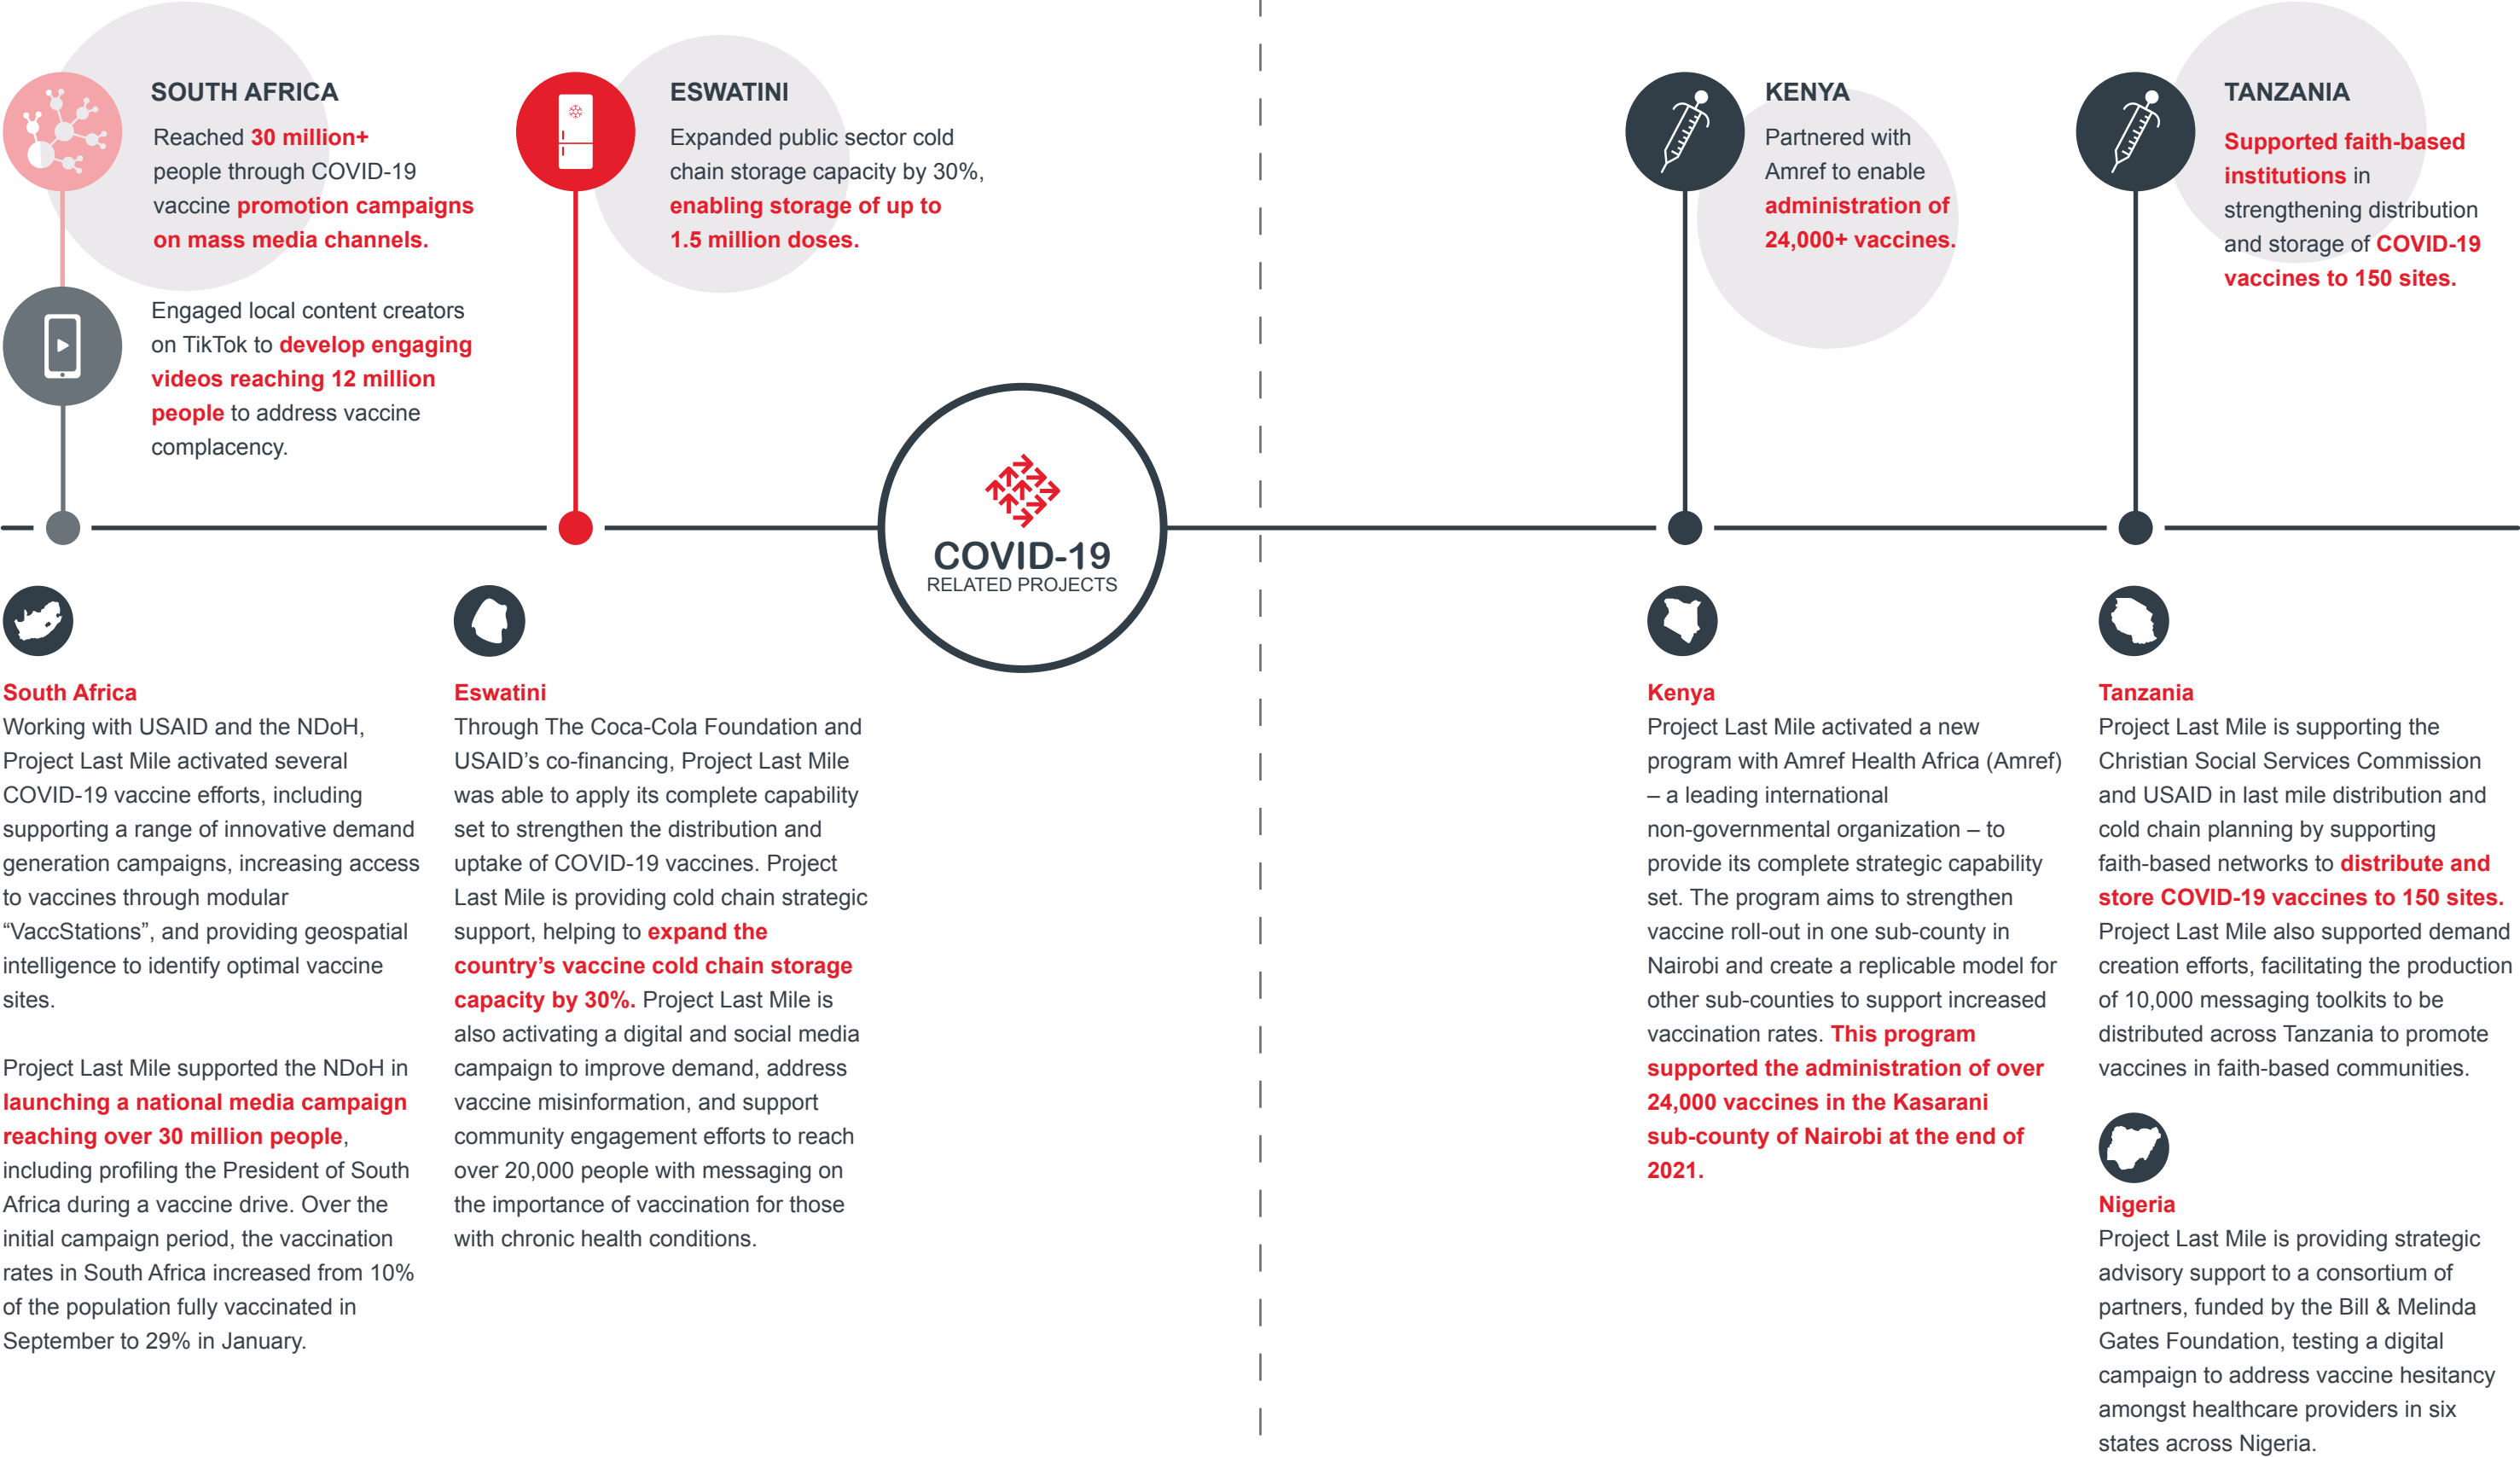 SOUTH AFRICA
Reached 30 million+
people through COVID-19
vaccine promotion campaigns
on mass media channels.
Engaged local content creators
on TikTok to develop engaging
videos reaching 12 million
people to address vaccine
complacency.
ESWATINI
Expanded public sector cold
chain storage capacity by 30%,
enabling storage of up to
1.5 million doses.
KENYA
Partnered with
Amref to enable
administration of
24,000+ vaccines.
TANZANIA
Supported faith-based
institutions in
strengthening distribution
and storage of COVID-19
vaccines to 150 sites.
COVID-19
RELATED PROJECTS
South Africa
Working with USAID and the NDoH,
Project Last Mile activated several
COVID-19 vaccine efforts, including
supporting a range of innovative demand
generation campaigns, increasing access
to vaccines through modular
“VaccStations”, and providing geospatial
intelligence to identify optimal vaccine
sites.
Project Last Mile supported the NDoH in
launching a national media campaign
reaching over 30 million people,
including profiling the President of South
Africa during a vaccine drive. Over the
initial campaign period, the vaccination
rates in South Africa increased from 10%
of the population fully vaccinated in
September to 29% in January.
Eswatini
Through The Coca-Cola Foundation and
USAID’s co-financing, Project Last Mile
was able to apply its complete capability
set to strengthen the distribution and
uptake of COVID-19 vaccines. Project
Last Mile is providing cold chain strategic
support, helping to expand the
country’s vaccine cold chain storage
capacity by 30%. Project Last Mile is
also activating a digital and social media
campaign to improve demand, address
vaccine misinformation, and support
community engagement efforts to reach
over 20,000 people with messaging on
the importance of vaccination for those
with chronic health conditions.
Kenya
Project Last Mile activated a new
program with Amref Health Africa (Amref)
– a leading international
non-governmental organization – to
provide its complete strategic capability
set. The program aims to strengthen
vaccine roll-out in one sub-county in
Nairobi and create a replicable model for
other sub-counties to support increased
vaccination rates. This program
supported the administration of over
24,000 vaccines in the Kasarani
sub-county of Nairobi at the end of
2021.
Tanzania
Project Last Mile is supporting the
Christian Social Services Commission
and USAID in last mile distribution and
cold chain planning by supporting
faith-based networks to distribute and
store COVID-19 vaccines to 150 sites.
Project Last Mile also supported demand
creation efforts, facilitating the production
of 10,000 messaging toolkits to be
distributed across Tanzania to promote
vaccines in faith-based communities.
Nigeria
Project Last Mile is providing strategic
advisory support to a consortium of
partners, funded by the Bill & Melinda
Gates Foundation, testing a digital
campaign to address vaccine hesitancy
amongst healthcare providers in six
states across Nigeria.